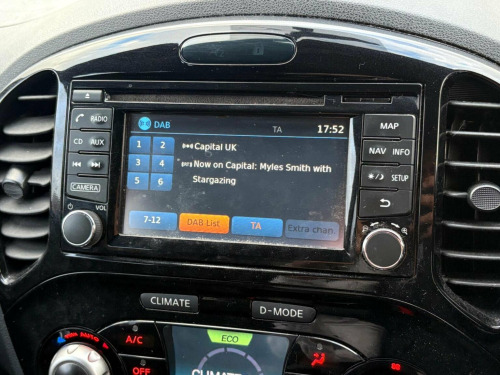 DAB
TA
17:52
1
2
3
4
5
6
Capital UK
Now on Capital: Myles Smith with
Stargazing
7-12
DAB List
TA
Extra chan.
RADIO
CD AUX
CAMERA
VOL
MAP
NAV INFO
SETUP
CLIMATE
D-MODE
A/C
OFF
AUTO
ECO
CLIMATE